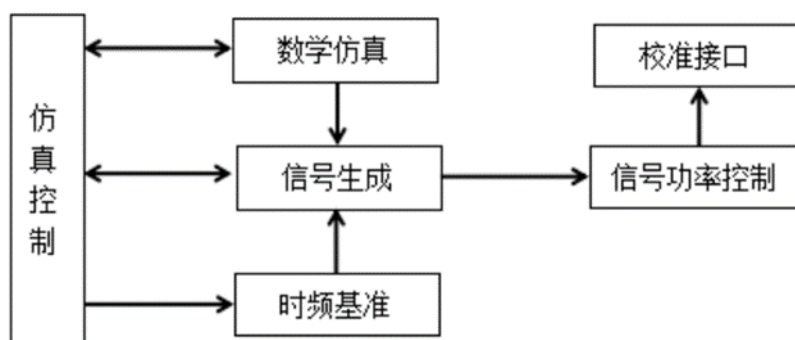 仿真控制
数学仿真
校准接口
信号生成
信号功率控制
时频基准